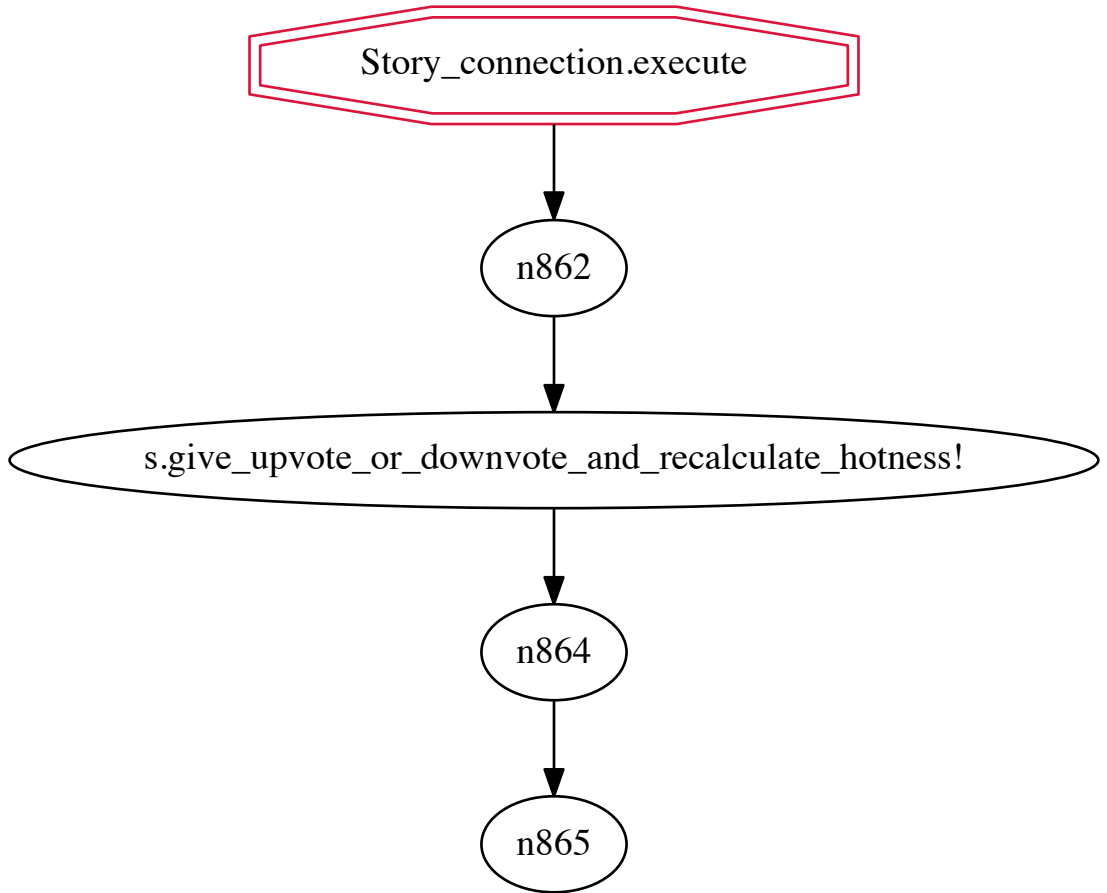 Story_connection.execute
n862
s.give_upvote_or_downvote_and_recalculate_hotness!
n864
n865